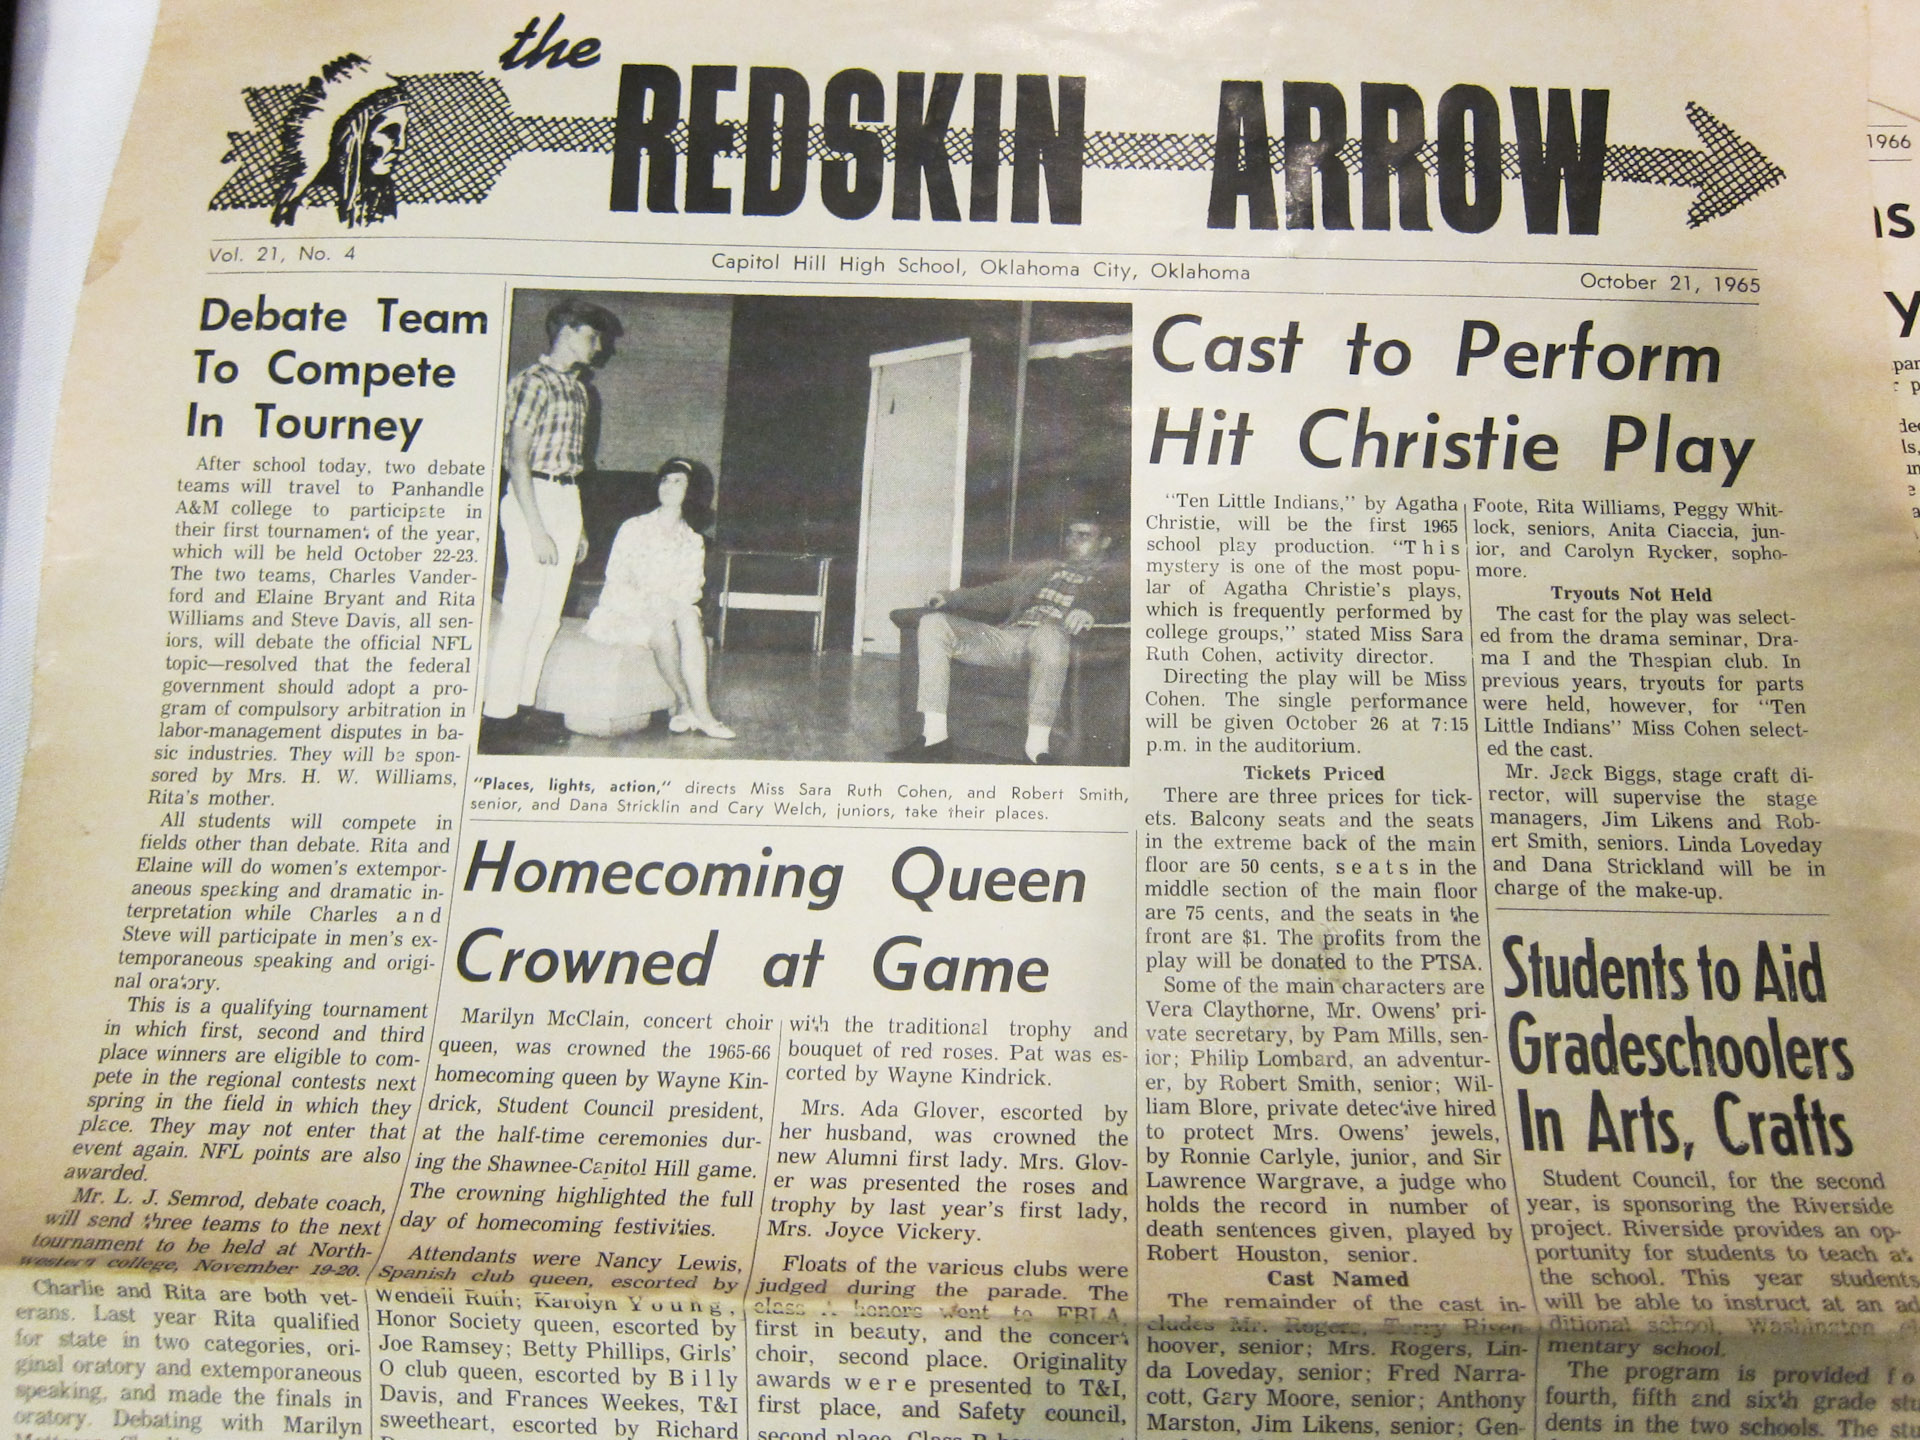 the
REDSKIN ARROW
Vol. 21, No. 4
Capitol Hill High School, Oklahoma City, Oklahoma
October 21, 1965
Debate Team
To Compete
In Tourney
After school today, two debate
teams will travel to Panhandle
A&M college to participate in
their first tournament of the year,
which will be held October 22-23.
The two teams, Charles Vander-
ford and Elaine Bryant and Rita
Williams and Steve Davis, all sen-
iors, will debate the official NFL
topic—resolved that the federal
government should adopt a pro-
gram of compulsory arbitration in
labor-management disputes in ba-
sic industries. They will be spon-
sored by Mrs. H. W. Williams,
Rita's mother.
All students will compete in
fields other than debate. Rita and
Elaine will do women's extempor-
aneous speaking and dramatic in-
terpretation while Charles and
Steve will participate in men's ex-
temporaneous speaking and origi-
nal oratory.
This is a qualifying tournament
in which first, second and third
place winners are eligible to com-
pete in the regional contests next
spring in the field in which they
place. They may not enter that
event again. NFL points are also
awarded.
Mr. L. J. Semrod, debate coach,
will send three teams to the next
tournament to be held at North-
western college, November 19-20.
Charlie and Rita are both vet-
erans. Last year Rita qualified
for state in two categories, ori-
ginal oratory and extemporaneous
speaking, and made the finals in
oratory. Debating with Marilyn
"Places, lights, action," directs Miss Sara Ruth Cohen, and Robert Smith,
senior, and Dana Stricklin and Cary Welch, juniors, take their places.
Homecoming Queen
Crowned at Game
Marilyn McClain, concert choir
queen, was crowned the 1965-66
homecoming queen by Wayne Kin-
drick, Student Council president,
at the half-time ceremonies dur-
ing the Shawnee-Capitol Hill game.
The crowning highlighted the full
day of homecoming festivities.
Attendants were Nancy Lewis,
Spanish club queen, escorted by
Wendell Ruth; Karolyn Young,
Honor Society queen, escorted by
Joe Ramsey; Betty Phillips, Girls'
O club queen, escorted by Billy
Davis, and Frances Weekes, T&I
sweetheart, escorted by Richard
with the traditional trophy and
bouquet of red roses. Pat was es-
corted by Wayne Kindrick.
Mrs. Ada Glover, escorted by
her husband, was crowned the
new Alumni first lady. Mrs. Glov-
er was presented the roses and
trophy by last year's first lady,
Mrs. Joyce Vickery.
Floats of the various clubs were
judged during the parade. The
class A honors went to FBLA,
first in beauty, and the concert
choir, second place. Originality
awards were presented to T&I,
first place, and Safety council,
second place. Class B
Cast to Perform
Hit Christie Play
"Ten Little Indians," by Agatha
Christie, will be the first 1965
school play production. "This
mystery is one of the most popu-
lar of Agatha Christie's plays,
which is frequently performed by
college groups," stated Miss Sara
Ruth Cohen, activity director.
Directing the play will be Miss
Cohen. The single performance
will be given October 26 at 7:15
p.m. in the auditorium.
Tickets Priced
There are three prices for tick-
ets. Balcony seats and the seats
in the extreme back of the main
floor are 50 cents, seats in the
middle section of the main floor
are 75 cents, and the seats in the
front are $1. The profits from the
play will be donated to the PTSA.
Some of the main characters are
Vera Claythorne, Mr. Owens' pri-
vate secretary, by Pam Mills, sen-
ior; Philip Lombard, an adventur-
er, by Robert Smith, senior; Wil-
liam Blore, private detective hired
to protect Mrs. Owens' jewels,
by Ronnie Carlyle, junior, and Sir
Lawrence Wargrave, a judge who
holds the record in number of
death sentences given, played by
Robert Houston, senior.
Cast Named
The remainder of the cast in-
cludes Mr. Rogers, Terry Risen-
hoover, senior; Mrs. Rogers, Lin-
da Loveday, senior; Fred Narra-
cott, Gary Moore, senior; Anthony
Marston, Jim Likens, senior; Gen-
Foote, Rita Williams, Peggy Whit-
lock, seniors, Anita Ciaccia, jun-
ior, and Carolyn Rycker, sopho-
more.
Tryouts Not Held
The cast for the play was select-
ed from the drama seminar, Dra-
ma I and the Thespian club. In
previous years, tryouts for parts
were held, however, for "Ten
Little Indians" Miss Cohen select-
ed the cast.
Mr. Jack Biggs, stage craft di-
rector, will supervise the stage
managers, Jim Likens and Rob-
ert Smith, seniors. Linda Loveday
and Dana Strickland will be in
charge of the make-up.
Students to Aid
Gradeschoolers
In Arts, Crafts
Student Council, for the second
year, is sponsoring the Riverside
project. Riverside provides an op-
portunity for students to teach at
the school. This year students
will be able to instruct at an ad
ditional school, Washington
mentary school.
The program is provided fo
fourth, fifth and sixth grade stu
dents in the two schools. The stu
1966